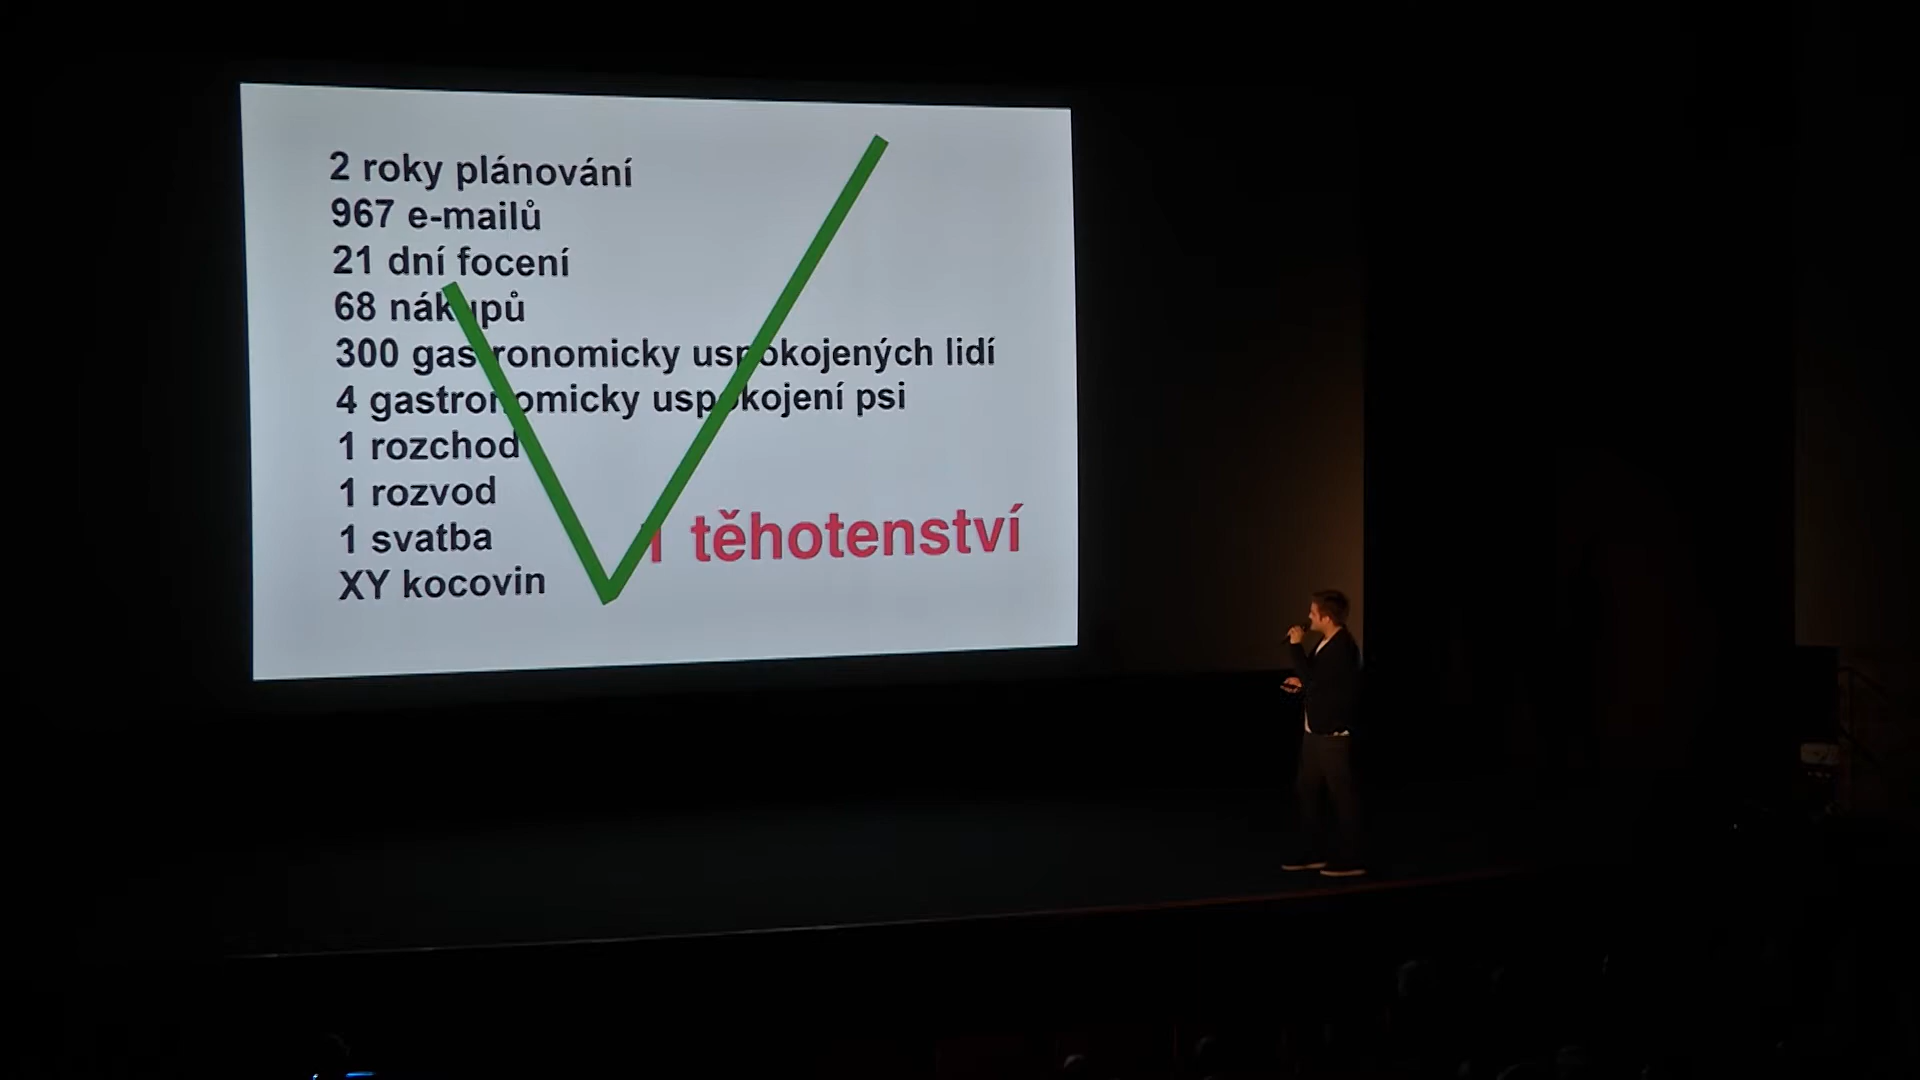 2 roky plánování
967 e-mailů
21 dní focení
68 nákupů
300 gastronomicky uspokojených lidí
4 gastronomicky uspokojení psi
1 rozchod
1 rozvod
1 svatba
1 těhotenství
XY kocovin